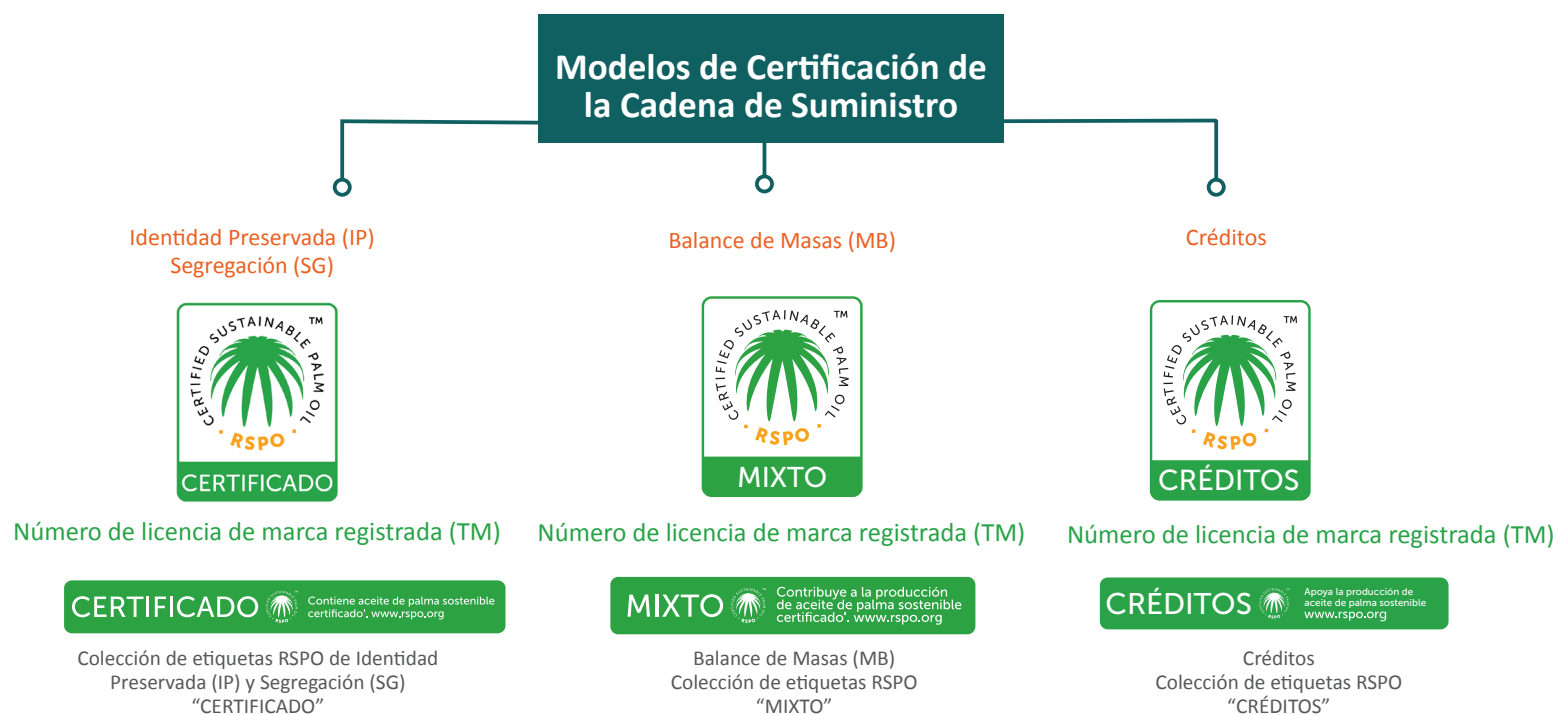 Modelos de Certificación de
la Cadena de Suministro
Identidad Preservada (IP)
Segregación (SG)
CERTIFIED SUSTAINABLE PALM OIL TM
· RSPO ·
CERTIFICADO
Número de licencia de marca registrada (TM)
CERTIFICADO
RSPO
Contiene aceite de palma sostenible
certificado'. www.rspo.org
Colección de etiquetas RSPO de Identidad
Preservada (IP) y Segregación (SG)
“CERTIFICADO”
Balance de Masas (MB)
CERTIFIED SUSTAINABLE PALM OIL TM
· RSPO ·
MIXTO
Número de licencia de marca registrada (TM)
MIXTO
RSPO
Contribuye a la producción
de aceite de palma sostenible
certificado'. www.rspo.org
Balance de Masas (MB)
Colección de etiquetas RSPO
“MIXTO”
Créditos
CERTIFIED SUSTAINABLE PALM OIL TM
· RSPO ·
CRÉDITOS
Número de licencia de marca registrada (TM)
CRÉDITOS
RSPO
Apoya la producción de
aceite de palma sostenible
www.rspo.org
Créditos
Colección de etiquetas RSPO
“CRÉDITOS”